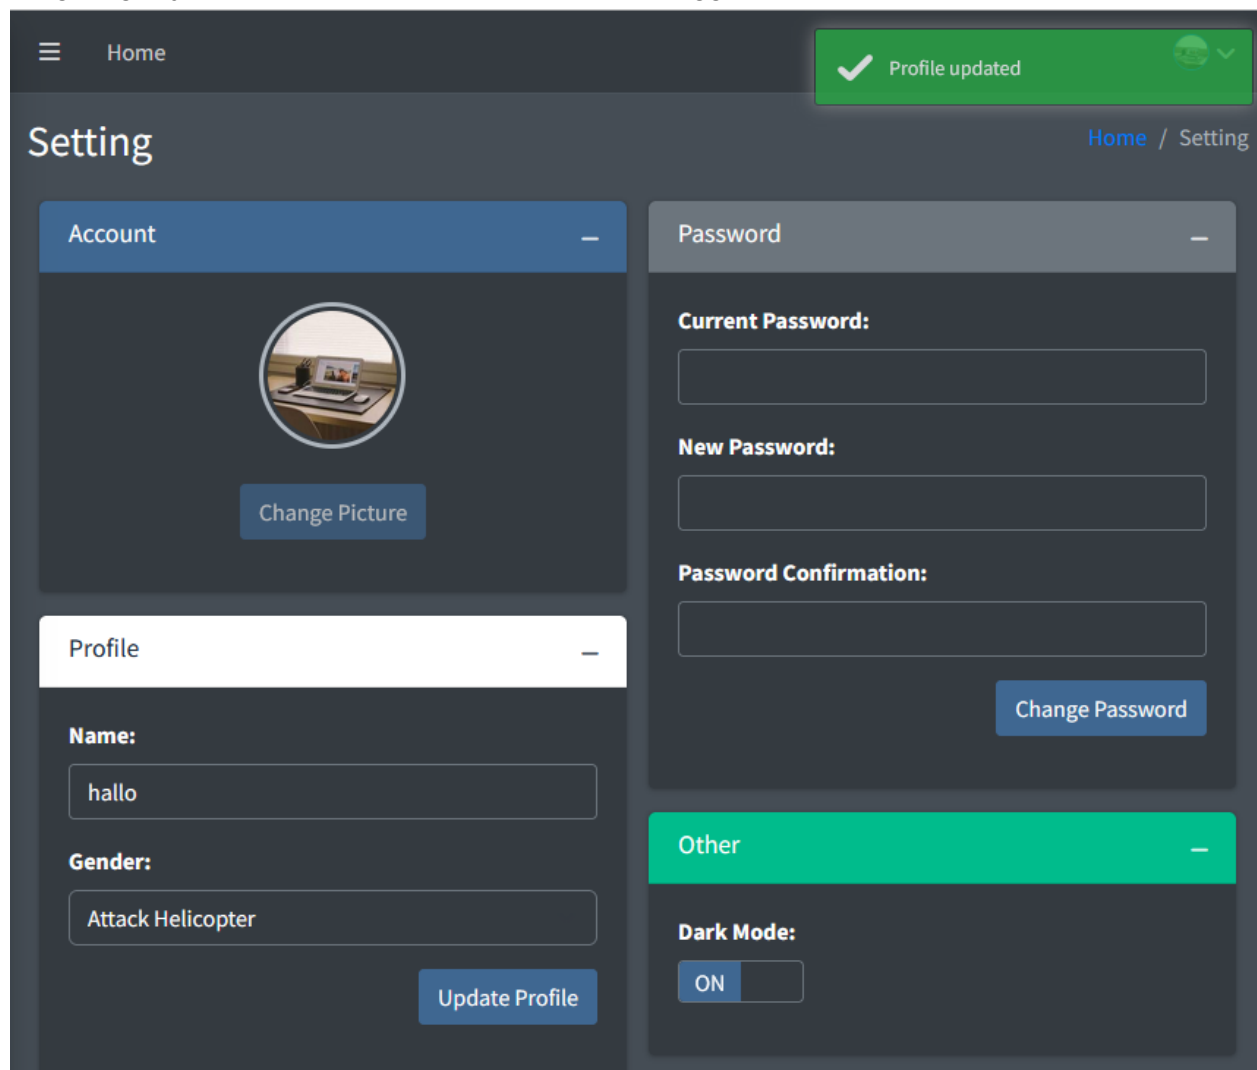 Home
Profile updated
Setting
Home / Setting
Account
Change Picture
Profile
Name:
hallo
Gender:
Attack Helicopter
Update Profile
Password
Current Password:
New Password:
Password Confirmation:
Change Password
Other
Dark Mode:
ON